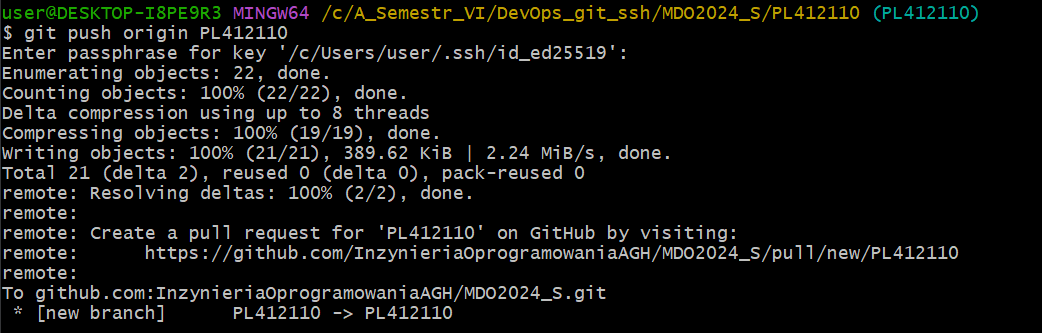 user@DESKTOP-I8PE9R3 MINGW64 /c/A_Semestr_VI/DevOps_git_ssh/MDO2024_S/PL412110 (PL412110)
$ git push origin PL412110
Enter passphrase for key '/c/Users/user/.ssh/id_ed25519':
Enumerating objects: 22, done.
Counting objects: 100% (22/22), done.
Delta compression using up to 8 threads
Compressing objects: 100% (19/19), done.
Writing objects: 100% (21/21), 389.62 KiB | 2.24 MiB/s, done.
Total 21 (delta 2), reused 0 (delta 0), pack-reused 0
remote: Resolving deltas: 100% (2/2), done.
remote:
remote: Create a pull request for 'PL412110' on GitHub by visiting:
remote:      https://github.com/InzynieriaOprogramowaniaAGH/MDO2024_S/pull/new/PL412110
remote:
To github.com:InzynieriaOprogramowaniaAGH/MDO2024_S.git
 * [new branch]      PL412110 -> PL412110